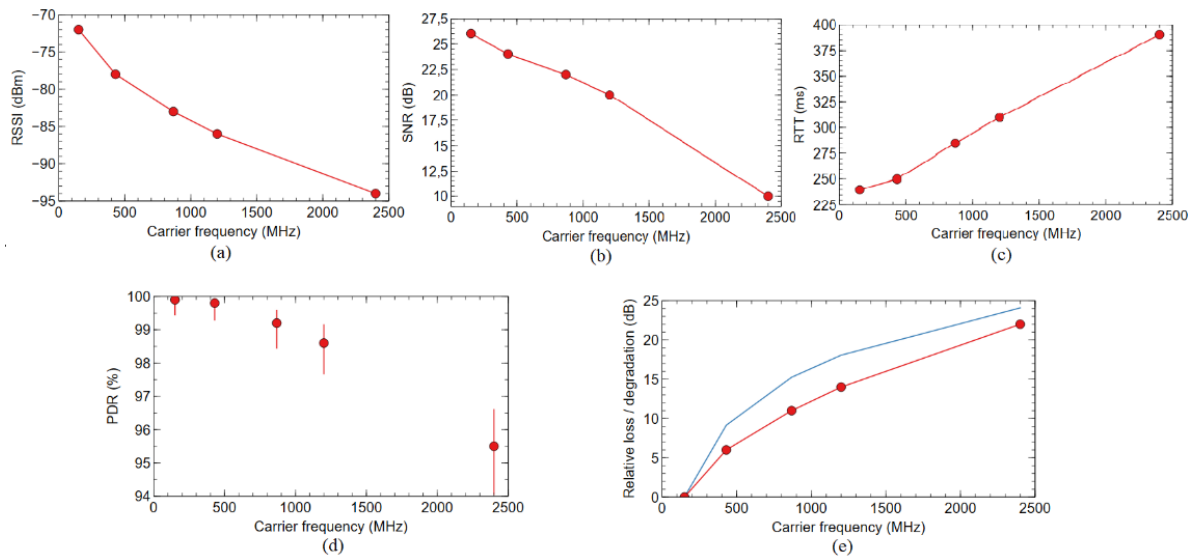 −70
−75
−80
−85
−90
−95
RSSI (dBm)
0 500 1000 1500 2000 2500
Carrier frequency (MHz)
(a)
27,5
25
22,5
20
17,5
15
12,5
10
SNR (dB)
0 500 1000 1500 2000 2500
Carrier frequency (MHz)
(b)
400
375
350
325
300
275
250
225
RTT (ms)
0 500 1000 1500 2000 2500
Carrier frequency (MHz)
(c)
100
99
98
97
96
95
94
PDR (%)
0 500 1000 1500 2000 2500
Carrier frequency (MHz)
(d)
25
20
15
10
5
0
Relative loss / degradation (dB)
0 500 1000 1500 2000 2500
Carrier frequency (MHz)
(e)